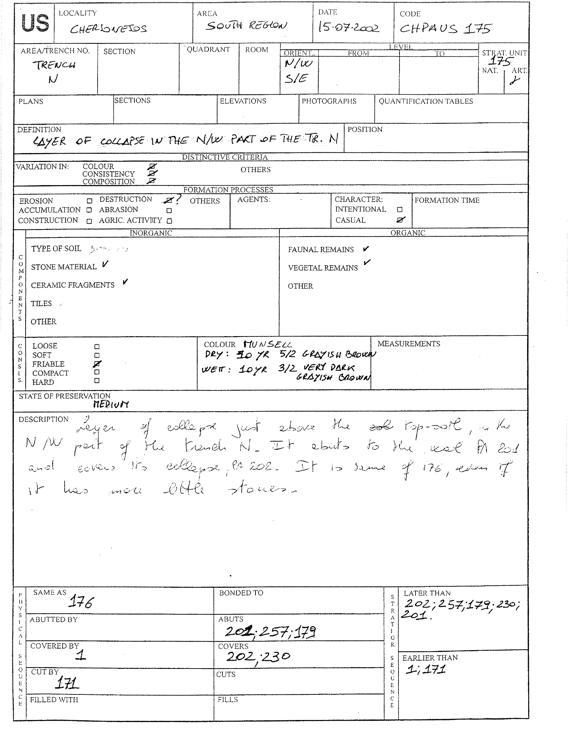 US
LOCALITY
CHERSONESOS
AREA
SOUTH REGION
DATE
15-07-2002
CODE
CHPAUS 175
AREA/TRENCH NO.
TRENCH
N
SECTION
QUADRANT
ROOM
ORIENT.
N/W
S/E
LEVEL
FROM
TO
STRAT. UNIT
175
NAT.
ART.
PLANS
SECTIONS
ELEVATIONS
PHOTOGRAPHS
QUANTIFICATION TABLES
DEFINITION
LAYER OF COLLAPSE IN THE N/W PART OF THE TR. N
POSITION
DISTINCTIVE CRITERIA
VARIATION IN:
COLOUR
CONSISTENCY
COMPOSITION
OTHERS
FORMATION PROCESSES
EROSION
DESTRUCTION ?
OTHERS
ACCUMULATION
ABRASION
CONSTRUCTION
AGRIC. ACTIVITY
AGENTS:
CHARACTER:
INTENTIONAL
CASUAL
FORMATION TIME
COMPONENTS
INORGANIC
TYPE OF SOIL
STONE MATERIAL ✓
CERAMIC FRAGMENTS ✓
TILES
OTHER
ORGANIC
FAUNAL REMAINS ✓
VEGETAL REMAINS ✓
OTHER
CONSIS.
LOOSE
SOFT
FRIABLE
COMPACT
HARD
COLOUR MUNSELL
DRY: 10 YR 5/2 GRAYISH BROWN
WET: 10YR 3/2 VERY DARK
GRAYISH BROWN
MEASUREMENTS
STATE OF PRESERVATION
MEDIUM
DESCRIPTION
Layer of collapse just above the top-soil, in the
N/W part of the trench N. It abuts to the wall PA 201
and covers its collapse, PA 202. It is same of 176, even if
it has more little stones.
PHYSICAL SEQUENCE
SAME AS
176
BONDED TO
ABUTTED BY
ABUTS
201; 257; 179
COVERED BY
1
COVERS
202; 230
CUT BY
171
CUTS
FILLED WITH
FILLS
STRATIGR SEQUENCE
LATER THAN
202; 257; 179; 230;
201.
EARLIER THAN
1; 171